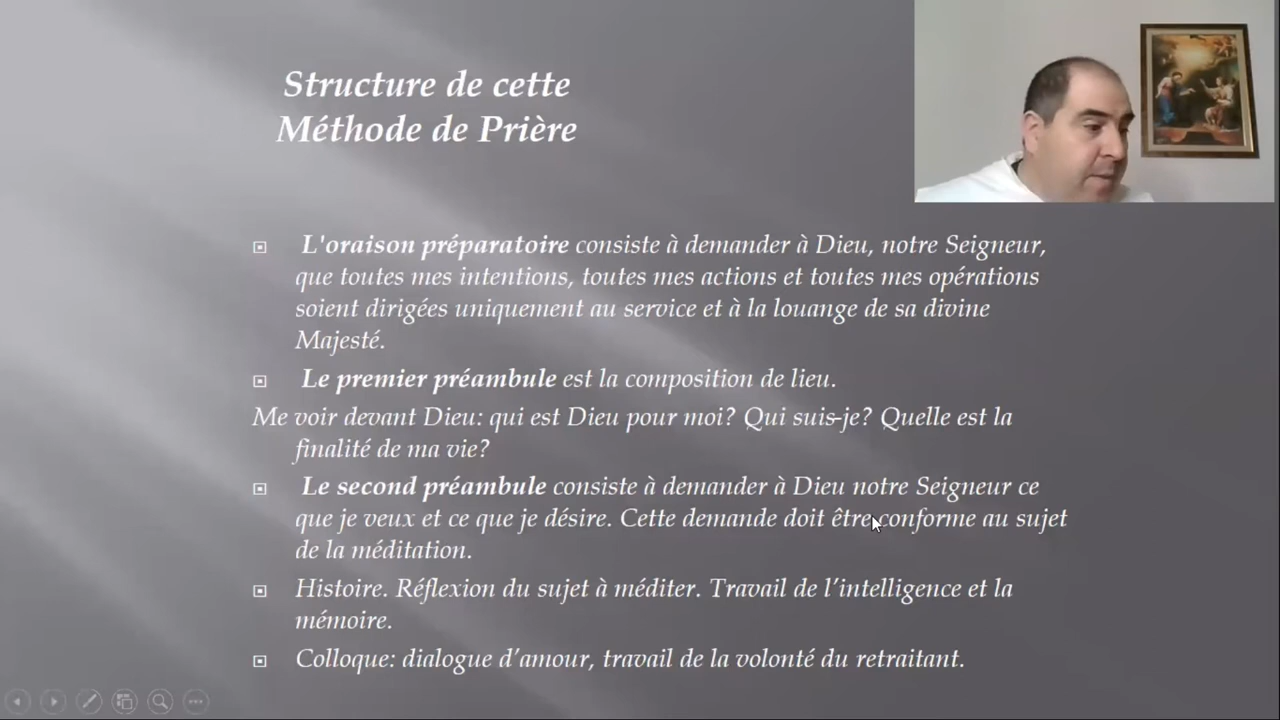 Structure de cette
Méthode de Prière
L'oraison préparatoire consiste à demander à Dieu, notre Seigneur,
que toutes mes intentions, toutes mes actions et toutes mes opérations
soient dirigées uniquement au service et à la louange de sa divine
Majesté.
Le premier préambule est la composition de lieu.
Me voir devant Dieu: qui est Dieu pour moi? Qui suis-je? Quelle est la
finalité de ma vie?
Le second préambule consiste à demander à Dieu notre Seigneur ce
que je veux et ce que je désire. Cette demande doit être conforme au sujet
de la méditation.
Histoire. Réflexion du sujet à méditer. Travail de l’intelligence et la
mémoire.
Colloque: dialogue d’amour, travail de la volonté du retraitant.